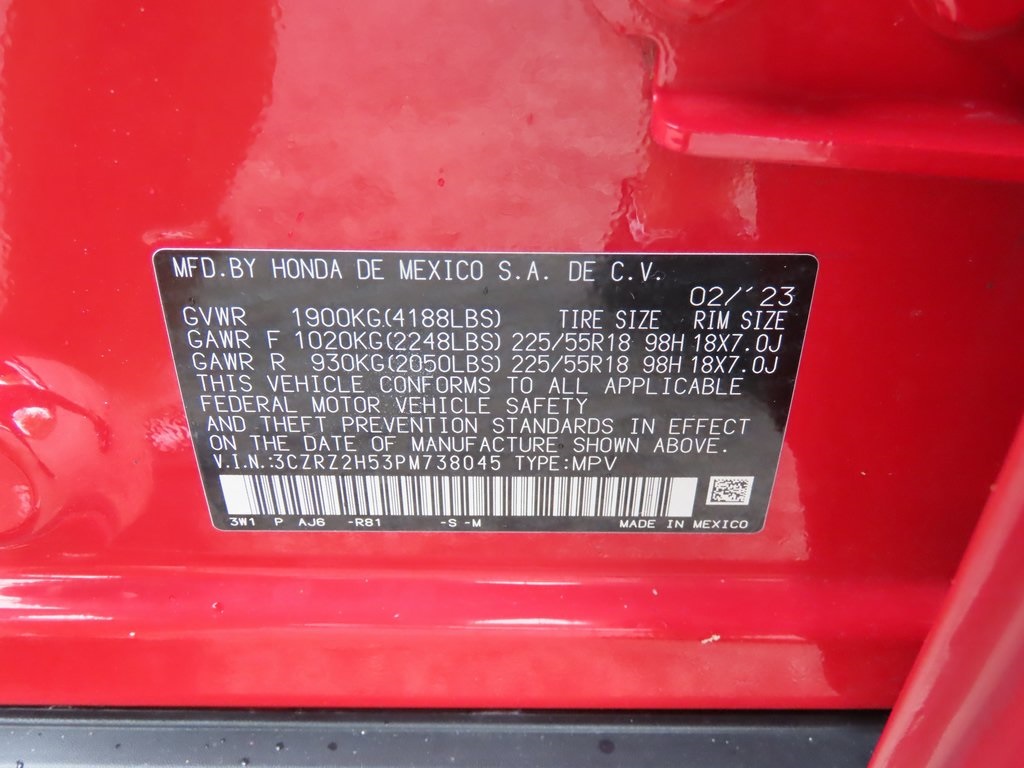 MFD.BY HONDA DE MEXICO S.A. DE C.V.
02/´23
GVWR 1900KG(4188LBS) TIRE SIZE RIM SIZE
GAWR F 1020KG(2248LBS) 225/55R18 98H 18X7.0J
GAWR R 930KG(2050LBS) 225/55R18 98H 18X7.0J
THIS VEHICLE CONFORMS TO ALL APPLICABLE
FEDERAL MOTOR VEHICLE SAFETY
AND THEFT PREVENTION STANDARDS IN EFFECT
ON THE DATE OF MANUFACTURE SHOWN ABOVE.
V.I.N.:3CZRZ2H53PM738045 TYPE:MPV
3W1 P AJ6 -R81 -S -M MADE IN MEXICO